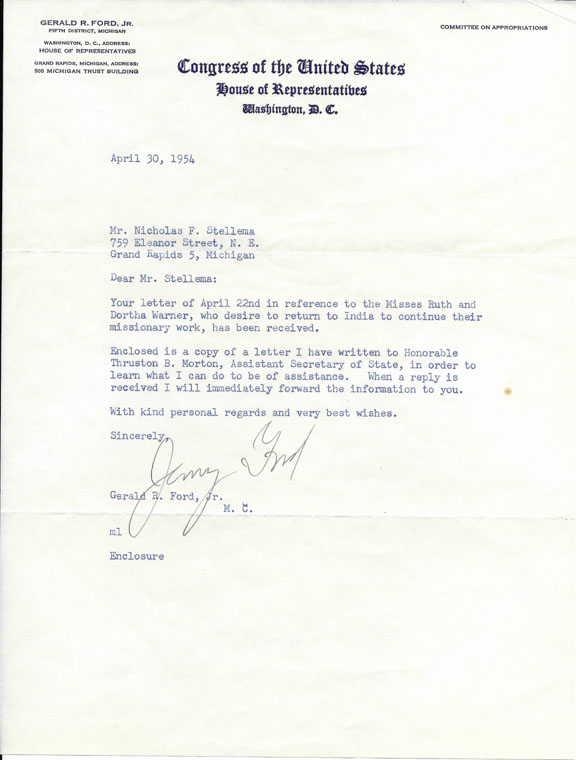 GERALD R. FORD, JR.
FIFTH DISTRICT, MICHIGAN
WASHINGTON, D. C., ADDRESS:
HOUSE OF REPRESENTATIVES
GRAND RAPIDS, MICHIGAN, ADDRESS:
500 MICHIGAN TRUST BUILDING
COMMITTEE ON APPROPRIATIONS
Congress of the United States
House of Representatives
Washington, D. C.
April 30, 1954
Mr. Nicholas F. Stellema
759 Eleanor Street, N. E.
Grand Rapids 5, Michigan
Dear Mr. Stellema:
Your letter of April 22nd in reference to the Misses Ruth and
Dortha Warner, who desire to return to India to continue their
missionary work, has been received.
Enclosed is a copy of a letter I have written to Honorable
Thruston B. Morton, Assistant Secretary of State, in order to
learn what I can do to be of assistance. When a reply is
received I will immediately forward the information to you.
With kind personal regards and very best wishes.
Sincerely,
Jerry Ford
Gerald R. Ford, Jr.
M. C.
ml
Enclosure